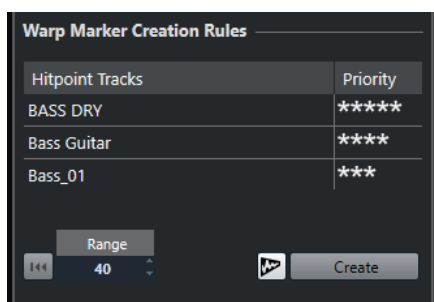 Warp Marker Creation Rules
Hitpoint Tracks Priority
BASS DRY *****
Bass Guitar ****
Bass_01 ***
Range
40 Create